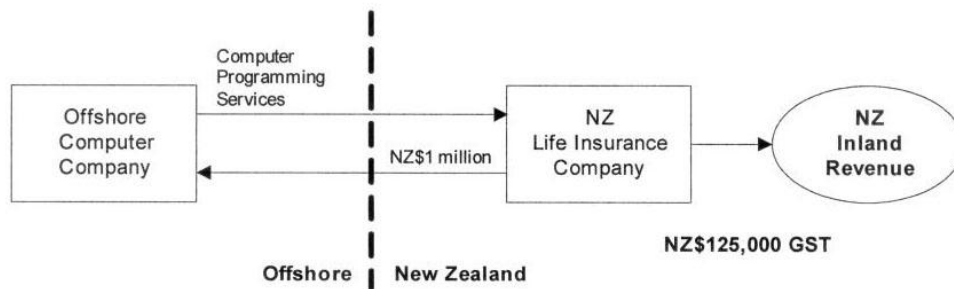 Computer
Programming
Services
Offshore
Computer
Company
NZ
Life Insurance
Company
NZ
Inland
Revenue
NZ$1 million
NZ$125,000 GST
Offshore
New Zealand